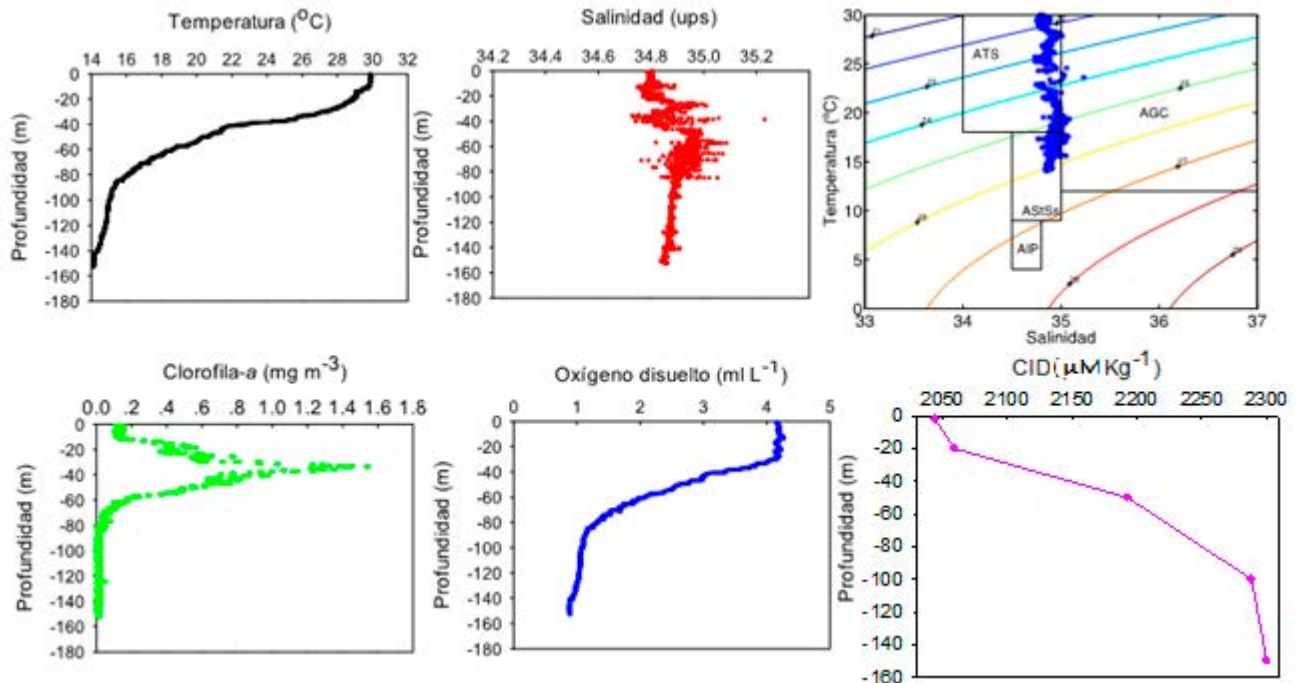 Temperatura (°C)
14 16 18 20 22 24 26 28 30 32
0
-20
-40
-60
-80
-100
-120
-140
-160
-180
Profundidad (m)
Salinidad (ups)
34.2 34.4 34.6 34.8 35.0 35.2
0
-20
-40
-60
-80
-100
-120
-140
-160
-180
Profundidad (m)
30
25
20
15
10
5
0
Temperatura (°C)
ATS
AGC
AStSs
AIP
33 34 35 36 37
Salinidad
Clorofila-a (mg m⁻³)
0.0 .2 .4 .6 .8 1.0 1.2 1.4 1.6 1.8
0
-20
-40
-60
-80
-100
-120
-140
-160
-180
Profundidad (m)
Oxígeno disuelto (ml L⁻¹)
0 1 2 3 4 5
0
-20
-40
-60
-80
-100
-120
-140
-160
-180
Profundidad (m)
CID(µM Kg⁻¹)
2050 2100 2150 2200 2250 2300
0
-20
-40
-60
-80
-100
-120
-140
-160
Profundidad (m)